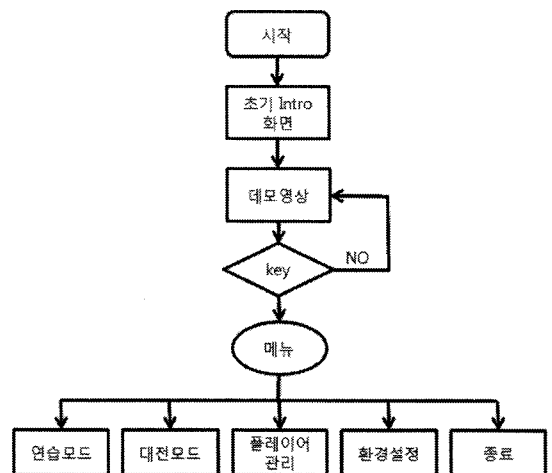 시작
초기 Intro
화면
데모영상
key
NO
메뉴
연습모드
대전모드
플레이어
관리
환경설정
종료